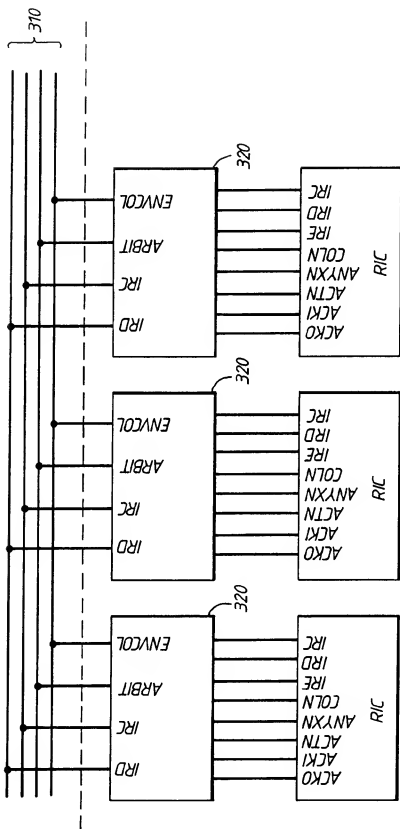 310
320
IRD
IRC
ARBIT
ENVCOL
ACKO
ACKI
ACTN
ANYXN
COLN
IRE
IRD
IRC
RIC
320
IRD
IRC
ARBIT
ENVCOL
ACKO
ACKI
ACTN
ANYXN
COLN
IRE
IRD
IRC
RIC
320
IRD
IRC
ARBIT
ENVCOL
ACKO
ACKI
ACTN
ANYXN
COLN
IRE
IRD
IRC
RIC